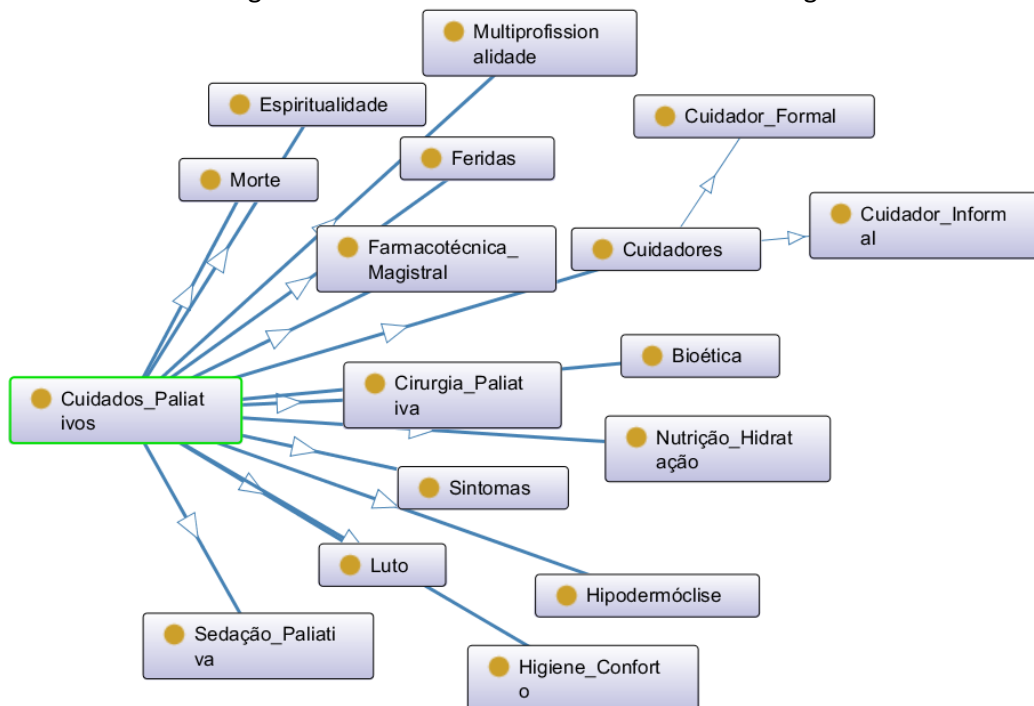 Multiprofission
alidade
Espiritualidade
Cuidador_Formal
Feridas
Morte
Cuidador_Inform
al
Farmacotécnica_
Magistral
Cuidadores
Bioética
Cirurgia_Paliat
iva
Cuidados_Paliat
ivos
Nutrição_Hidrat
ação
Sintomas
Luto
Hipodermóclise
Sedação_Paliati
va
Higiene_Confort
o